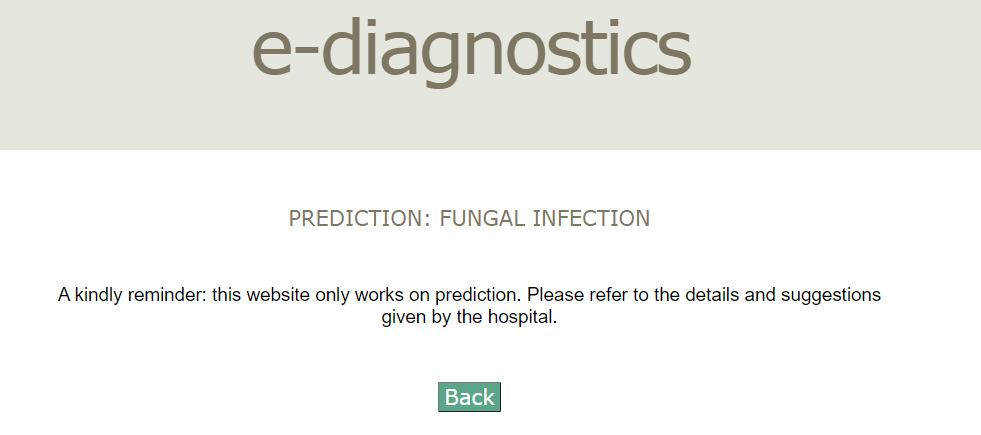 e-diagnostics
PREDICTION: FUNGAL INFECTION
A kindly reminder: this website only works on prediction. Please refer to the details and suggestions
given by the hospital.
Back